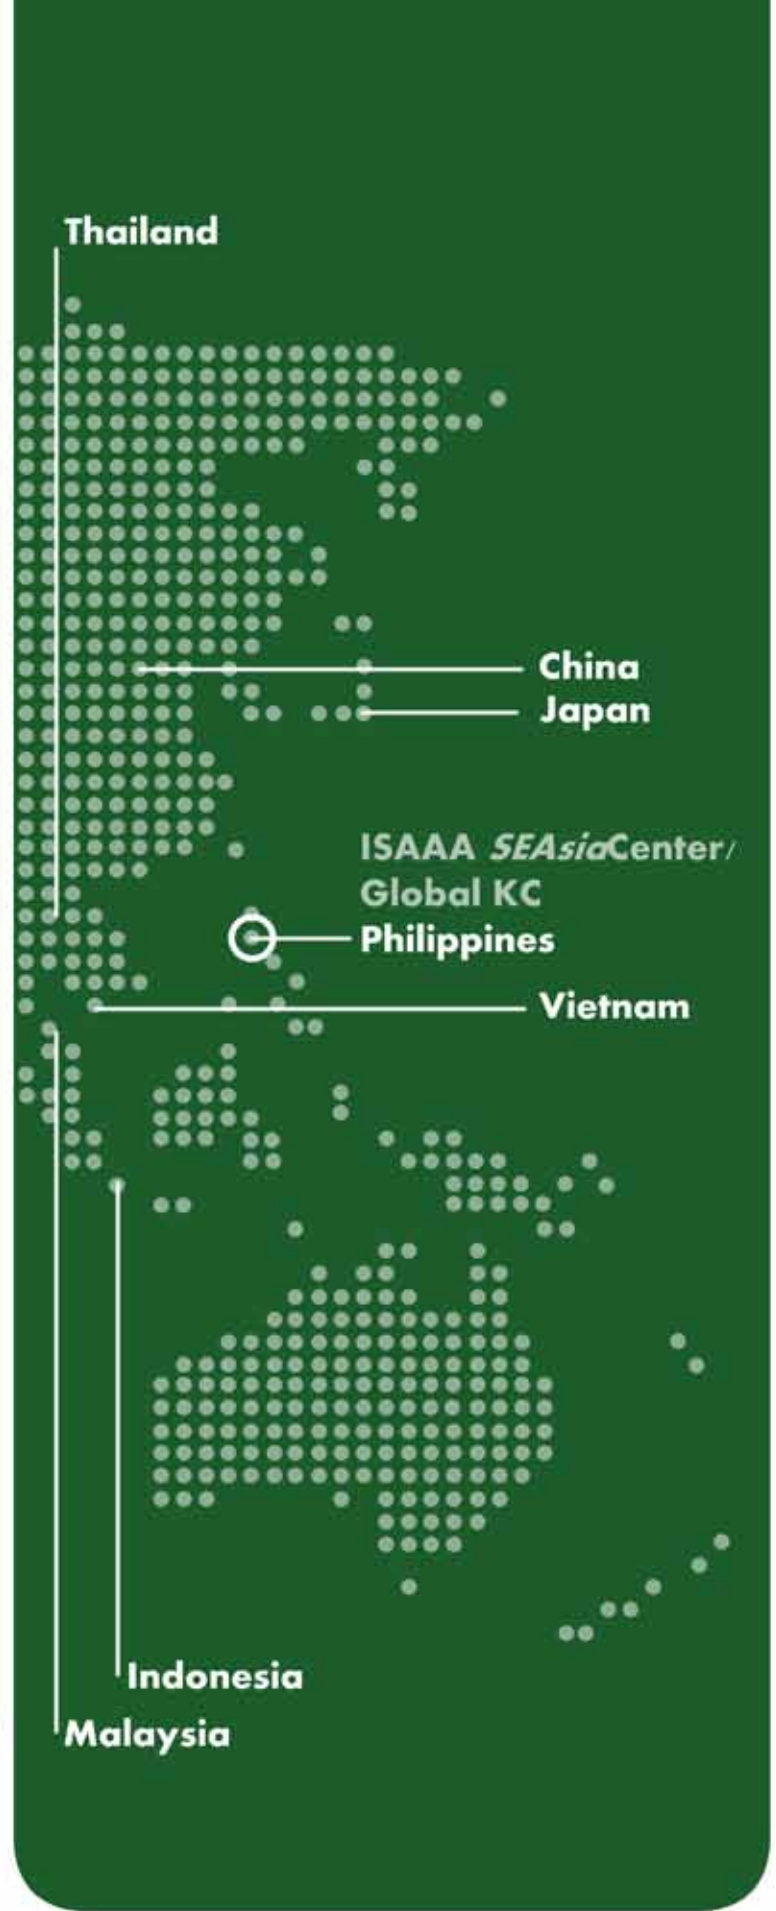 Thailand
China
Japan
ISAAA SEAsiaCenter/
Global KC
Philippines
Vietnam
Indonesia
Malaysia